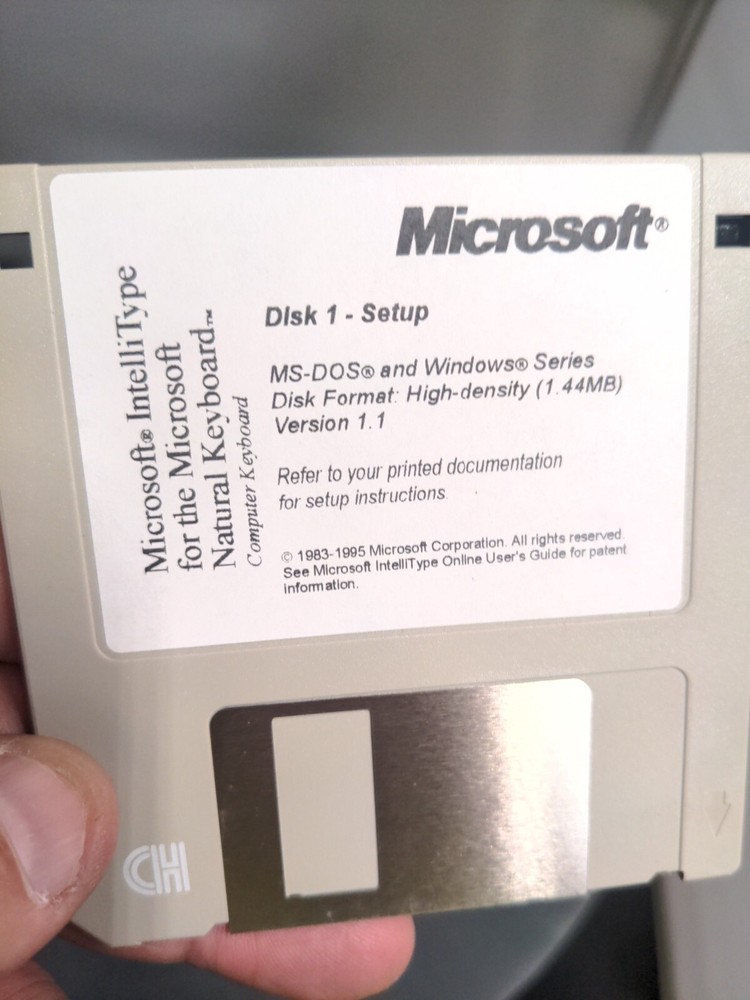 Microsoft®
Disk 1 - Setup
MS-DOS® and Windows® Series
Disk Format: High-density (1.44MB)
Version 1.1
Refer to your printed documentation
for setup instructions.
© 1983-1995 Microsoft Corporation. All rights reserved.
See Microsoft IntelliType Online User's Guide for patent
information.
Microsoft® IntelliType
for the Microsoft
Natural Keyboard™
Computer Keyboard
CH